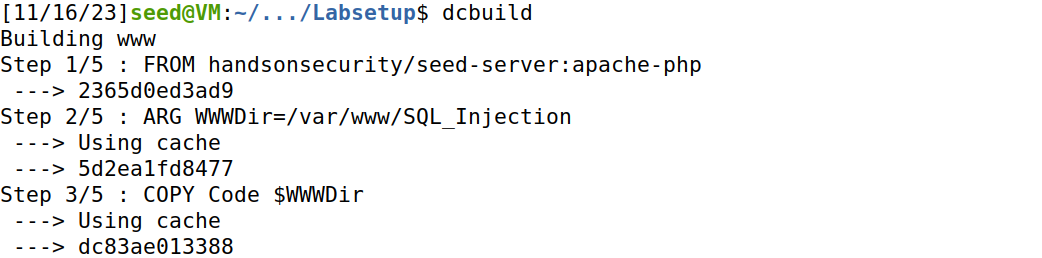 [11/16/23]seed@VM:~/.../Labsetup$ dcbuild
Building www
Step 1/5 : FROM handsonsecurity/seed-server:apache-php
 ---> 2365d0ed3ad9
Step 2/5 : ARG WWWDir=/var/www/SQL_Injection
 ---> Using cache
 ---> 5d2ea1fd8477
Step 3/5 : COPY Code $WWWDir
 ---> Using cache
 ---> dc83ae013388